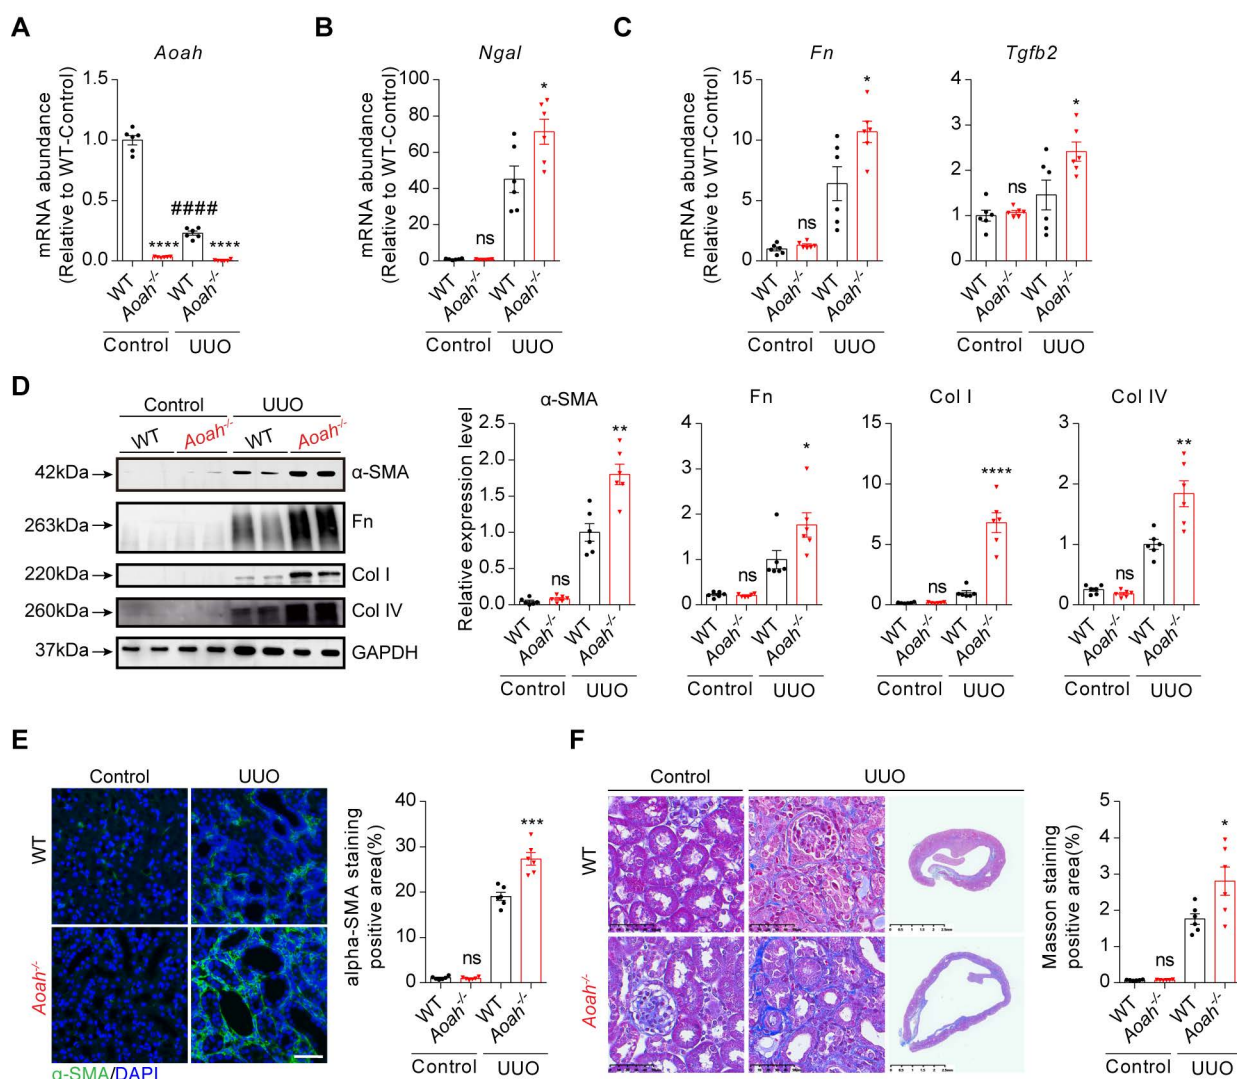 A
B
C
Aoah
Ngal
Fn
Tgfb2
mRNA abundance
(Relative to WT-Control)
1.5
1.0
0.5
0.0
####
****
****
WT
Aoah-/-
WT
Aoah-/-
Control
UUO
mRNA abundance
(Relative to WT-Control)
100
80
60
40
20
0
ns
*
WT
Aoah-/-
WT
Aoah-/-
Control
UUO
mRNA abundance
(Relative to WT-Control)
15
10
5
0
ns
*
WT
Aoah-/-
WT
Aoah-/-
Control
UUO
4
3
2
1
0
ns
*
WT
Aoah-/-
WT
Aoah-/-
Control
UUO
D
Control
UUO
WT
Aoah-/-
WT
Aoah-/-
42kDa
α-SMA
263kDa
Fn
220kDa
Col I
260kDa
Col IV
37kDa
GAPDH
α-SMA
Relative expression level
2.5
2.0
1.5
1.0
0.5
0.0
ns
**
WT
Aoah-/-
WT
Aoah-/-
Control
UUO
Fn
4
3
2
1
0
ns
*
WT
Aoah-/-
WT
Aoah-/-
Control
UUO
Col I
15
10
5
0
ns
****
WT
Aoah-/-
WT
Aoah-/-
Control
UUO
Col IV
3
2
1
0
ns
**
WT
Aoah-/-
WT
Aoah-/-
Control
UUO
E
Control
UUO
WT
Aoah-/-
α-SMA/DAPI
alpha-SMA staining
positive area(%)
40
30
20
10
0
ns
***
WT
Aoah-/-
WT
Aoah-/-
Control
UUO
F
Control
UUO
WT
Aoah-/-
Masson staining
positive area(%)
5
4
3
2
1
0
ns
*
WT
Aoah-/-
WT
Aoah-/-
Control
UUO